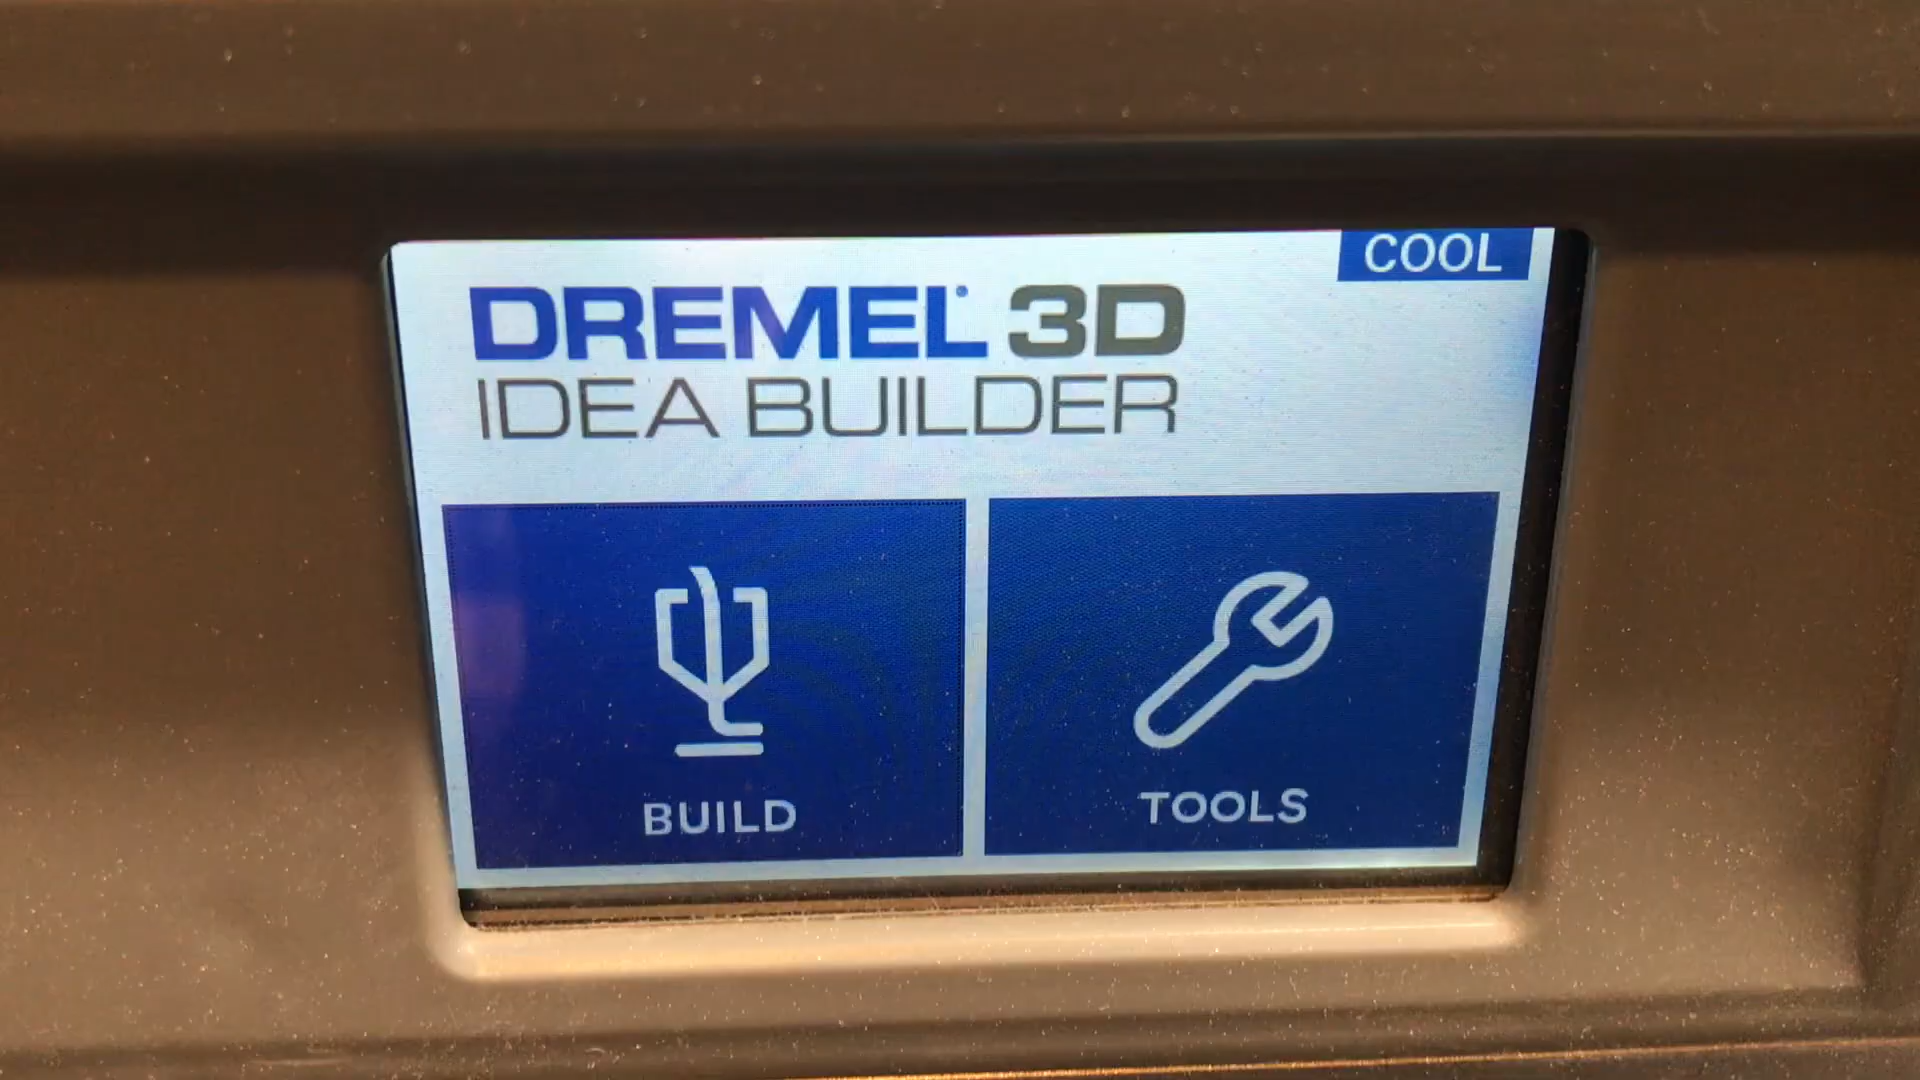 COOL
DREMEL® 3D
IDEA BUILDER
BUILD
TOOLS